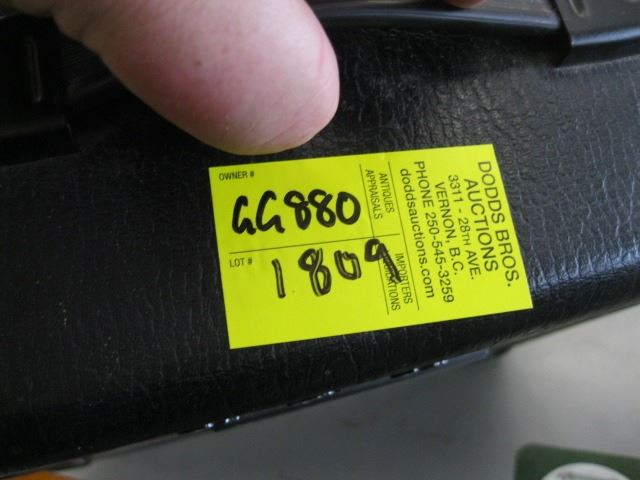 OWNER #
GG880
LOT #
1809
ANTIQUES
APPRAISALS
IMPORTERS
DODDS BROS.
AUCTIONS
3311 - 28TH AVE.
VERNON, B.C.
PHONE 250-545-3259
doddsauctions.com